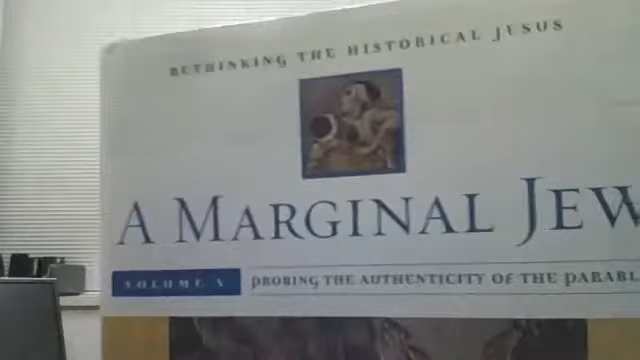 RETHINKING THE HISTORICAL JESUS
A MARGINAL JEW
VOLUME V
PROBING THE AUTHENTICITY OF THE PARABL